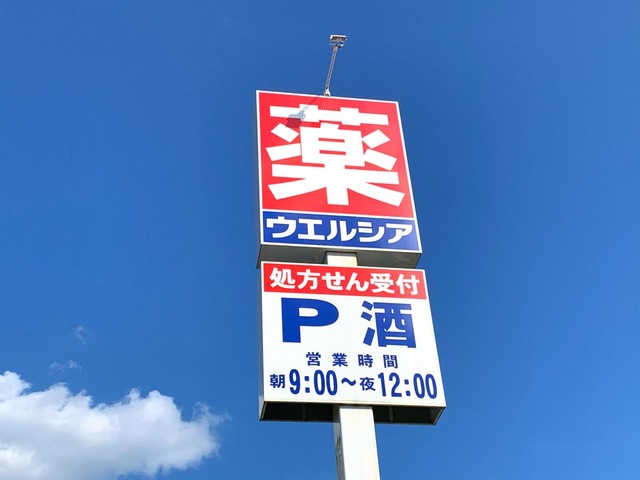 薬
ウエルシア
処方せん受付
P 酒
営業時間
朝9:00～夜12:00